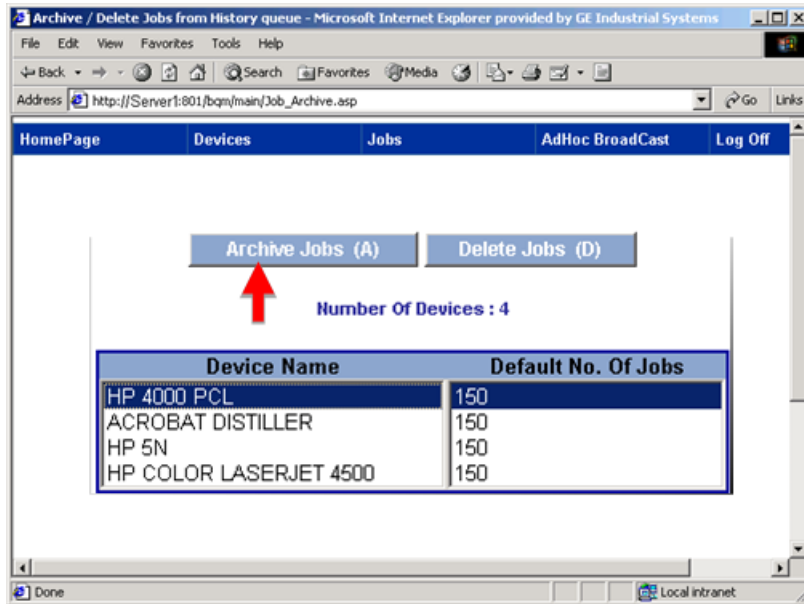 Archive / Delete Jobs from History queue - Microsoft Internet Explorer provided by GE Industrial Systems
File Edit View Favorites Tools Help
Back Search Favorites Media
Address http://Server1:801/bqm/main/Job_Archive.asp Go Links
HomePage Devices Jobs AdHoc BroadCast Log Off
Archive Jobs (A) Delete Jobs (D)
Number Of Devices : 4
Device Name Default No. Of Jobs
HP 4000 PCL 150
ACROBAT DISTILLER 150
HP 5N 150
HP COLOR LASERJET 4500 150
Done Local intranet